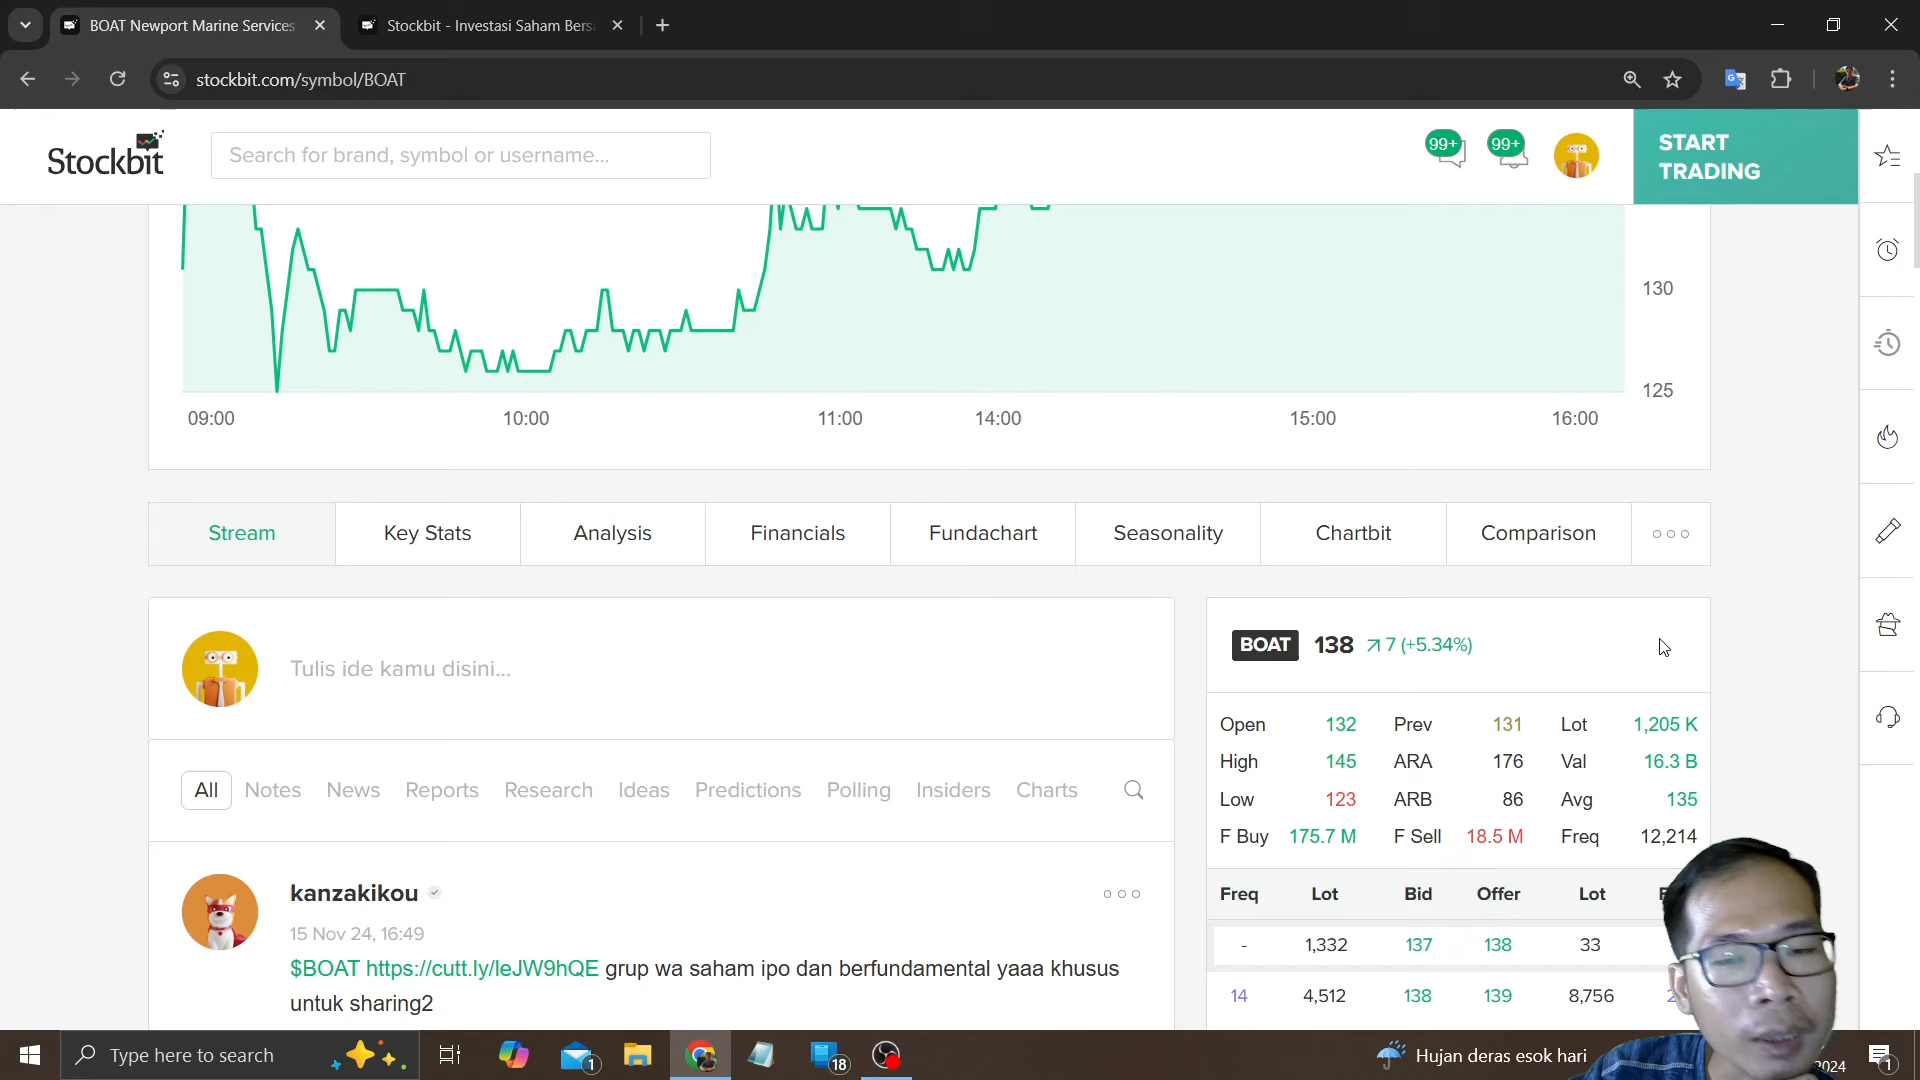 BOAT Newport Marine Services
Stockbit - Investasi Saham Bers
stockbit.com/symbol/BOAT
Stockbit
Search for brand, symbol or username...
99+
99+
START
TRADING
130
125
09:00
10:00
11:00
14:00
15:00
16:00
Stream
Key Stats
Analysis
Financials
Fundachart
Seasonality
Chartbit
Comparison
Tulis ide kamu disini...
BOAT 138 7 (+5.34%)
Open 132 Prev 131 Lot 1,205 K
High 145 ARA 176 Val 16.3 B
Low 123 ARB 86 Avg 135
F Buy 175.7 M F Sell 18.5 M Freq 12,214
Freq Lot Bid Offer Lot
- 1,332 137 138 33
14 4,512 138 139 8,756
All Notes News Reports Research Ideas Predictions Polling Insiders Charts
kanzakikou
15 Nov 24, 16:49
$BOAT https://cutt.ly/leJW9hQE grup wa saham ipo dan berfundamental yaaa khusus
untuk sharing2
Type here to search
1
18
Hujan deras esok hari
2024
1